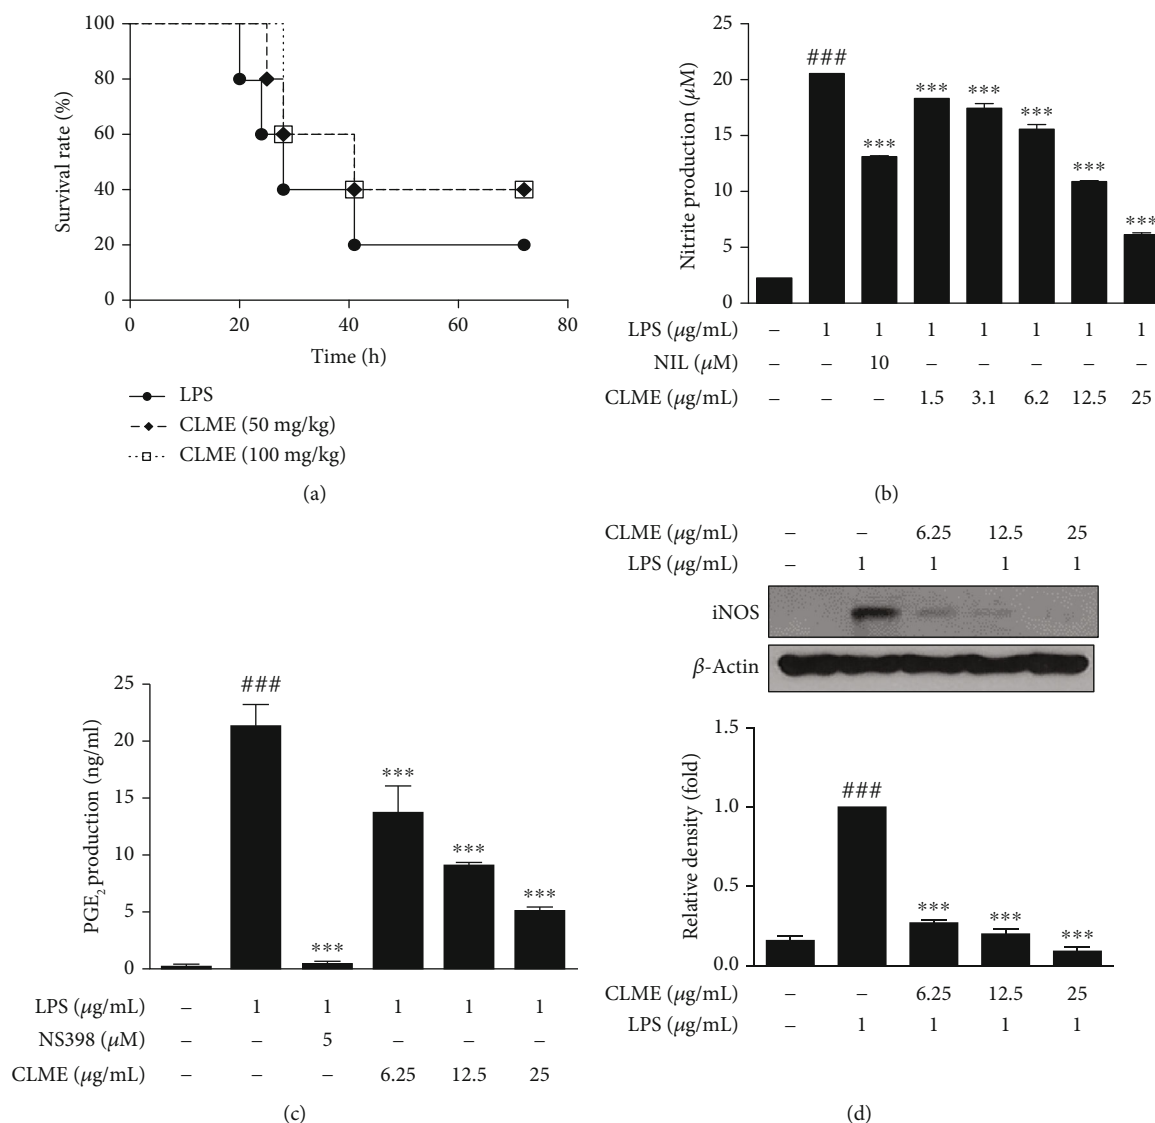 100
80
60
40
20
0
Survival rate (%)
0 20 40 60 80
Time (h)
LPS
CLME (50 mg/kg)
CLME (100 mg/kg)
(a)
25
20
15
10
5
0
Nitrite production (μM)
### *** *** *** *** *** ***
LPS (μg/mL) – 1 1 1 1 1 1 1
NIL (μM) – – 10 – – – – –
CLME (μg/mL) – – – 1.5 3.1 6.2 12.5 25
(b)
25
20
15
10
5
0
PGE₂ production (ng/ml)
### *** *** *** ***
LPS (μg/mL) – 1 1 1 1 1
NS398 (μM) – – 5 – – –
CLME (μg/mL) – – – 6.25 12.5 25
(c)
CLME (μg/mL) – – 6.25 12.5 25
LPS (μg/mL) – 1 1 1 1
iNOS
β-Actin
1.5
1.0
0.5
0.0
Relative density (fold)
### *** *** ***
CLME (μg/mL) – – 6.25 12.5 25
LPS (μg/mL) – 1 1 1 1
(d)